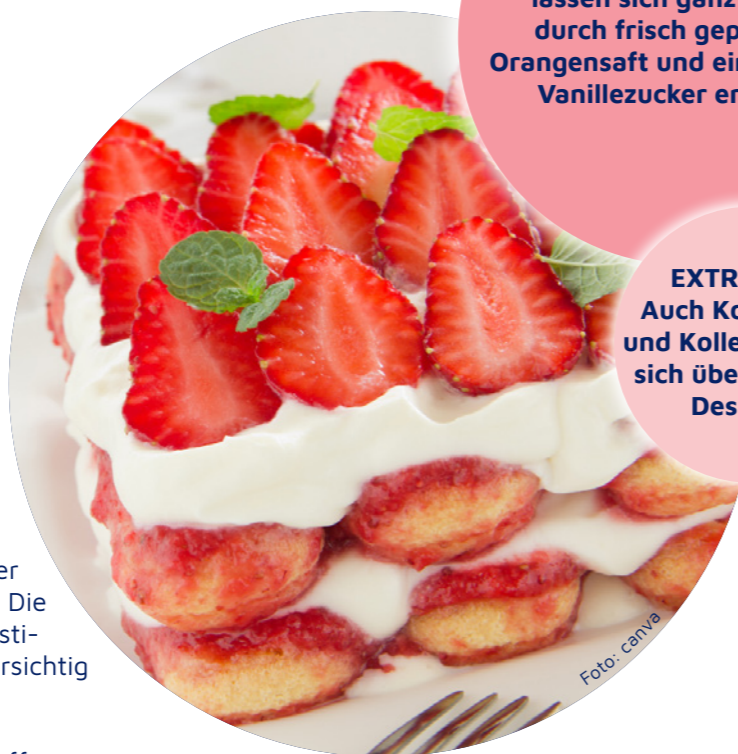 lassen sich ganz
durch frisch gep
Orangensaft und ei
Vanillezucker er
EXTR
Auch Ko
und Kolle
sich übe
Des
er
Die
sti-
rsichtig
Foto: canva